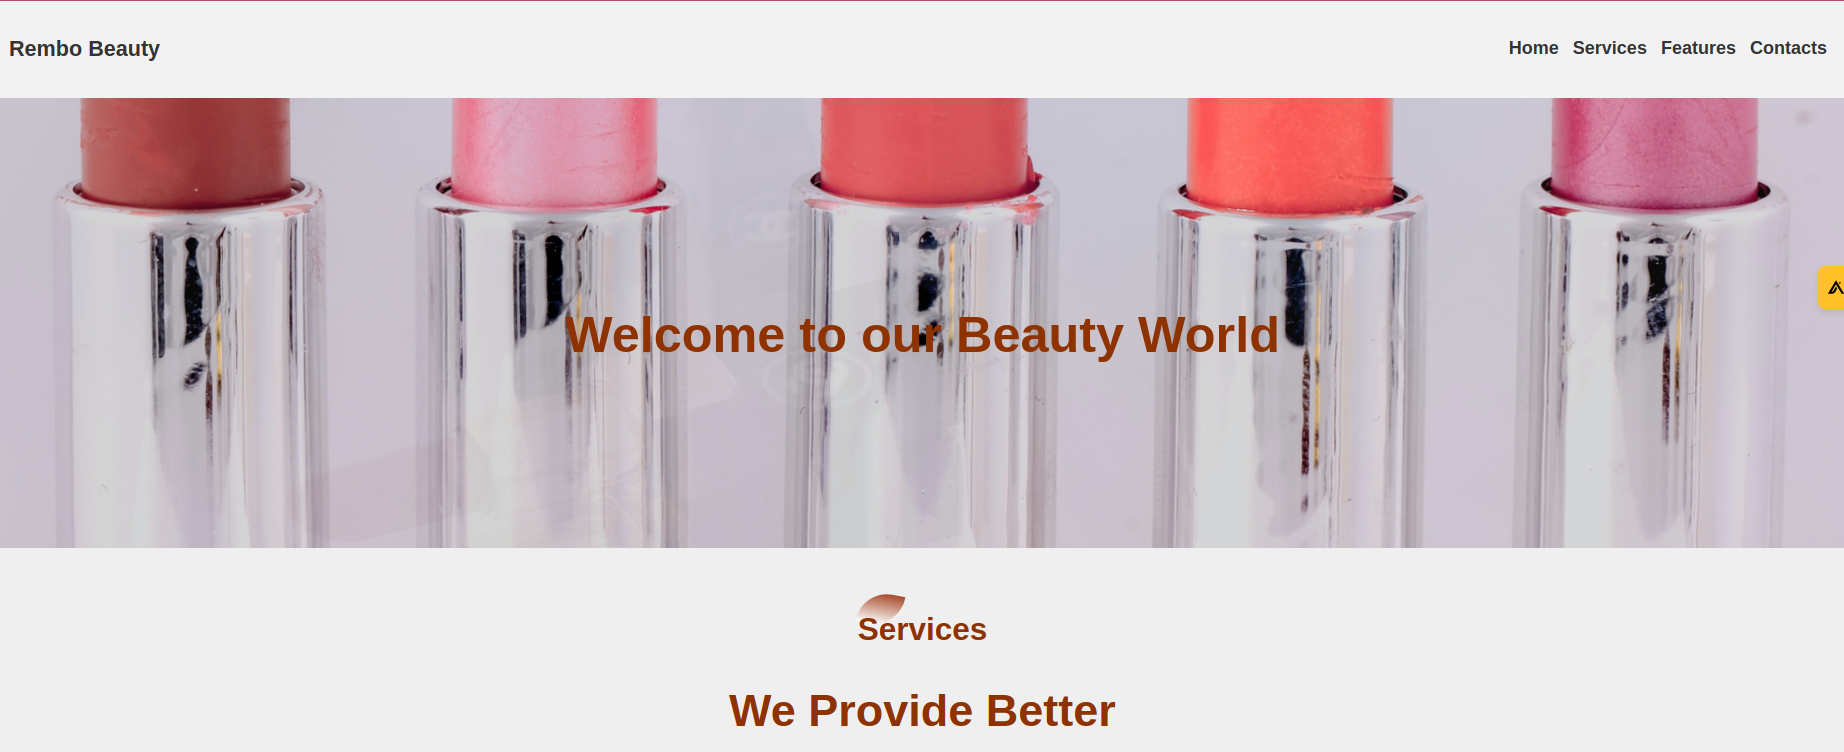 Rembo Beauty
Home Services Features Contacts
Welcome to our Beauty World
Services
We Provide Better